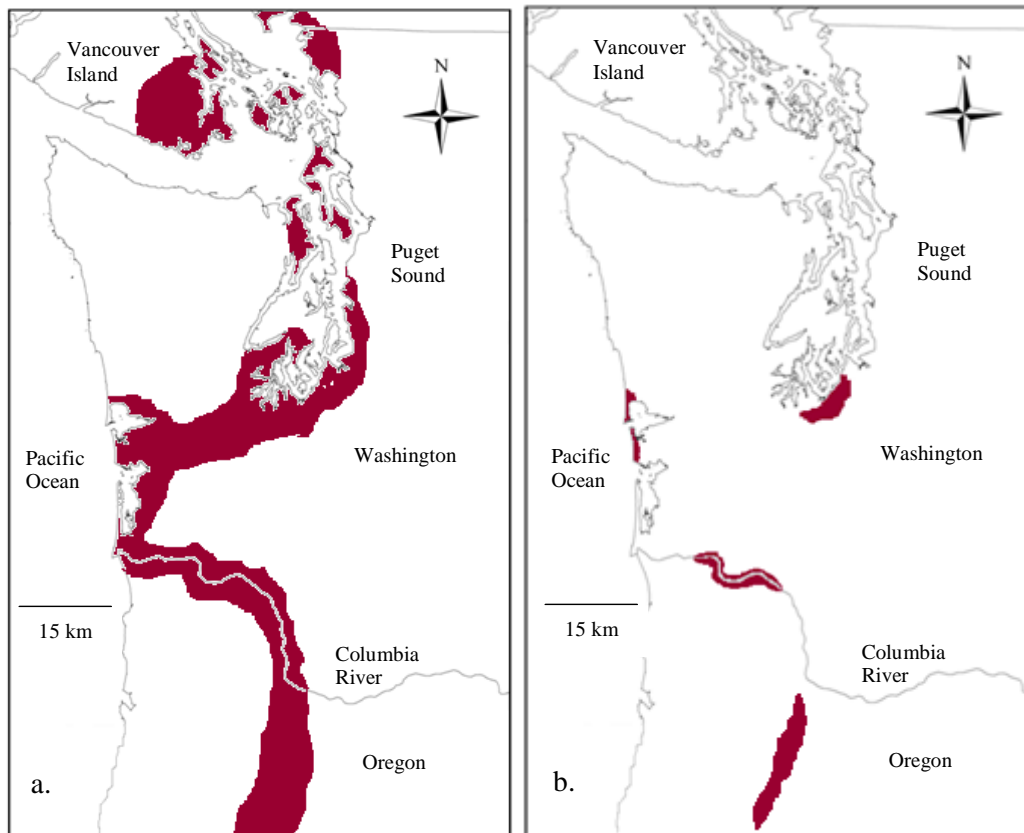 Vancouver
Island
N
Puget
Sound
Pacific
Ocean
Washington
15 km
Columbia
River
Oregon
a.
Vancouver
Island
N
Puget
Sound
Pacific
Ocean
Washington
15 km
Columbia
River
Oregon
b.